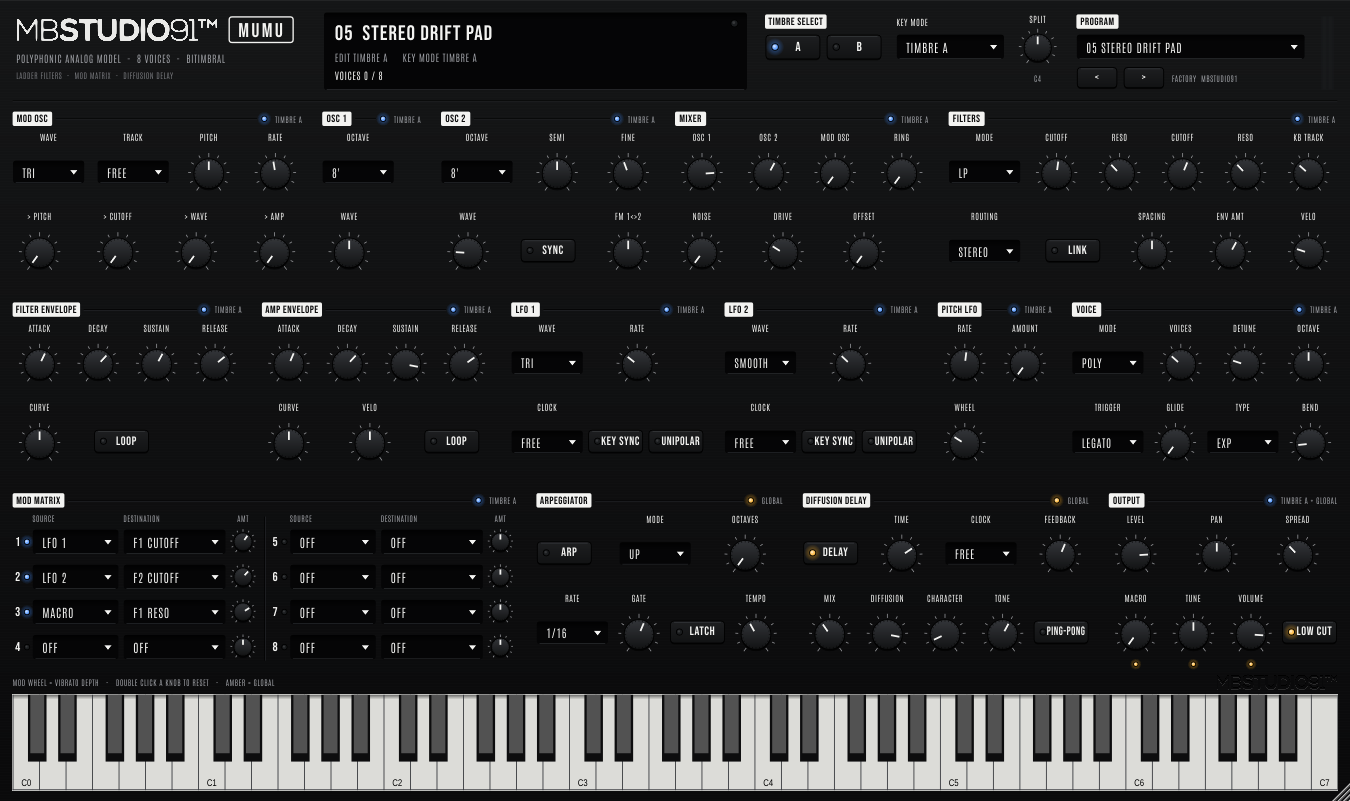 MBSTUDIO91™ MUMU
POLYPHONIC ANALOG MODEL · 8 VOICES · BITIMBRAL
LADDER FILTERS · MOD MATRIX · DIFFUSION DELAY
05 STEREO DRIFT PAD
EDIT TIMBRE A KEY MODE TIMBRE A
VOICES 0 / 8
TIMBRE SELECT
A B
KEY MODE
TIMBRE A
SPLIT
C4
PROGRAM
05 STEREO DRIFT PAD
< > FACTORY MBSTUDIO91
MOD OSC TIMBRE A
WAVE TRACK PITCH RATE
TRI FREE
> PITCH > CUTOFF > WAVE > AMP
OSC 1 TIMBRE A
OCTAVE
8'
WAVE
OSC 2 TIMBRE A
OCTAVE SEMI FINE
8'
WAVE SYNC FM 1<>2
MIXER TIMBRE A
OSC 1 OSC 2 MOD OSC RING
NOISE DRIVE OFFSET
FILTERS TIMBRE A
MODE CUTOFF RESO CUTOFF RESO KB TRACK
LP
ROUTING SPACING ENV AMT VELO
STEREO LINK
FILTER ENVELOPE TIMBRE A
ATTACK DECAY SUSTAIN RELEASE
CURVE LOOP
AMP ENVELOPE TIMBRE A
ATTACK DECAY SUSTAIN RELEASE
CURVE VELO LOOP
LFO 1 TIMBRE A
WAVE RATE
TRI
CLOCK
FREE KEY SYNC UNIPOLAR
LFO 2 TIMBRE A
WAVE RATE
SMOOTH
CLOCK
FREE KEY SYNC UNIPOLAR
PITCH LFO TIMBRE A
RATE AMOUNT
WHEEL
VOICE TIMBRE A
MODE VOICES DETUNE OCTAVE
POLY
TRIGGER GLIDE TYPE BEND
LEGATO EXP
MOD MATRIX TIMBRE A
SOURCE DESTINATION AMT SOURCE DESTINATION AMT
1 LFO 1 F1 CUTOFF 5 OFF OFF
2 LFO 2 F2 CUTOFF 6 OFF OFF
3 MACRO F1 RESO 7 OFF OFF
4 OFF OFF 8 OFF OFF
ARPEGGIATOR GLOBAL
MODE OCTAVES
ARP UP
RATE GATE TEMPO
1/16 LATCH
DIFFUSION DELAY GLOBAL
TIME CLOCK FEEDBACK
DELAY FREE
MIX DIFFUSION CHARACTER TONE
PING-PONG
OUTPUT TIMBRE A + GLOBAL
LEVEL PAN SPREAD
MACRO TUNE VOLUME
LOW CUT
MOD WHEEL = VIBRATO DEPTH · DOUBLE CLICK A KNOB TO RESET · AMBER = GLOBAL
MBSTUDIO91™
C0 C1 C2 C3 C4 C5 C6 C7